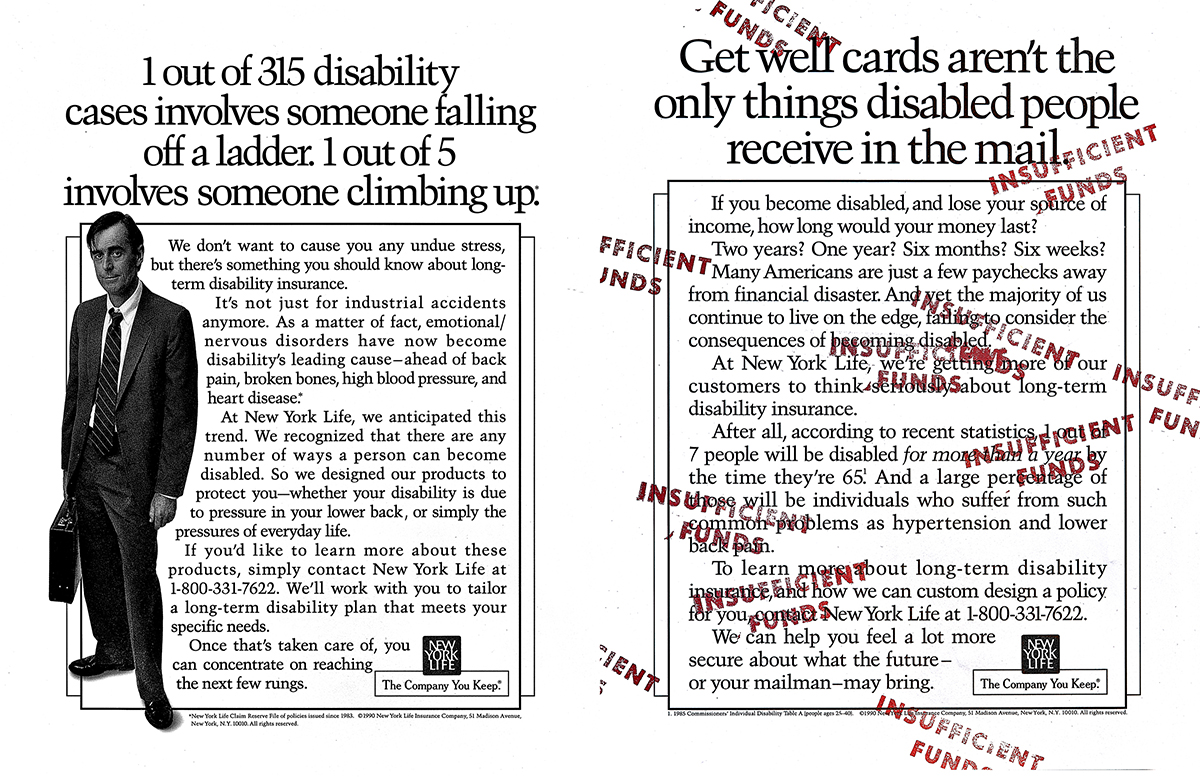 1 out of 315 disability
cases involves someone falling
off a ladder. 1 out of 5
involves someone climbing up.*
We don't want to cause you any undue stress,
but there's something you should know about long-
term disability insurance.
It's not just for industrial accidents
anymore. As a matter of fact, emotional/
nervous disorders have now become
disability's leading cause–ahead of back
pain, broken bones, high blood pressure, and
heart disease.*
At New York Life, we anticipated this
trend. We recognized that there are any
number of ways a person can become
disabled. So we designed our products to
protect you—whether your disability is due
to pressure in your lower back, or simply the
pressures of everyday life.
If you'd like to learn more about these
products, simply contact New York Life at
1-800-331-7622. We'll work with you to tailor
a long-term disability plan that meets your
specific needs.
Once that's taken care of, you
can concentrate on reaching
the next few rungs.
NEW
YORK
LIFE
The Company You Keep.®
*New York Life Claim Reserve File of policies issued since 1983. ©1990 New York Life Insurance Company, 51 Madison Avenue,
New York, N.Y. 10010. All rights reserved.
FICIENT
FUNDS
Get well cards aren't the
only things disabled people
receive in the mail.
INSUFFICIENT
FUNDS
If you become disabled, and lose your source of
income, how long would your money last?
Two years? One year? Six months? Six weeks?
FFICIENT
UNDS
Many Americans are just a few paychecks away
from financial disaster. And yet the majority of us
continue to live on the edge, failing to consider the
consequences of becoming disabled.
INSUFFICIENT
FUNDS
INSUFFICIENT
FUNDS
At New York Life, we're getting more of our
customers to think seriously about long-term
disability insurance.
INSUFF
FUN
After all, according to recent statistics, 1 out of
7 people will be disabled for more than a year by
the time they're 65.¹ And a large percentage of
those will be individuals who suffer from such
common problems as hypertension and lower
back pain.
INSUFFICIENT
FUNDS
INSUFFICIENT
FUNDS
To learn more about long-term disability
insurance, and how we can custom design a policy
for you, contact New York Life at 1-800-331-7622.
INSUFFICIENT
FUNDS
We can help you feel a lot more
secure about what the future–
or your mailman–may bring.
NEW
YORK
LIFE
The Company You Keep.®
IENT
S
1. 1985 Commissioners' Individual Disability Table A (people ages 25-40). ©1990 New York Life Insurance Company, 51 Madison Avenue, New York, N.Y. 10010. All rights reserved.
INSUFFICIENT
FUNDS